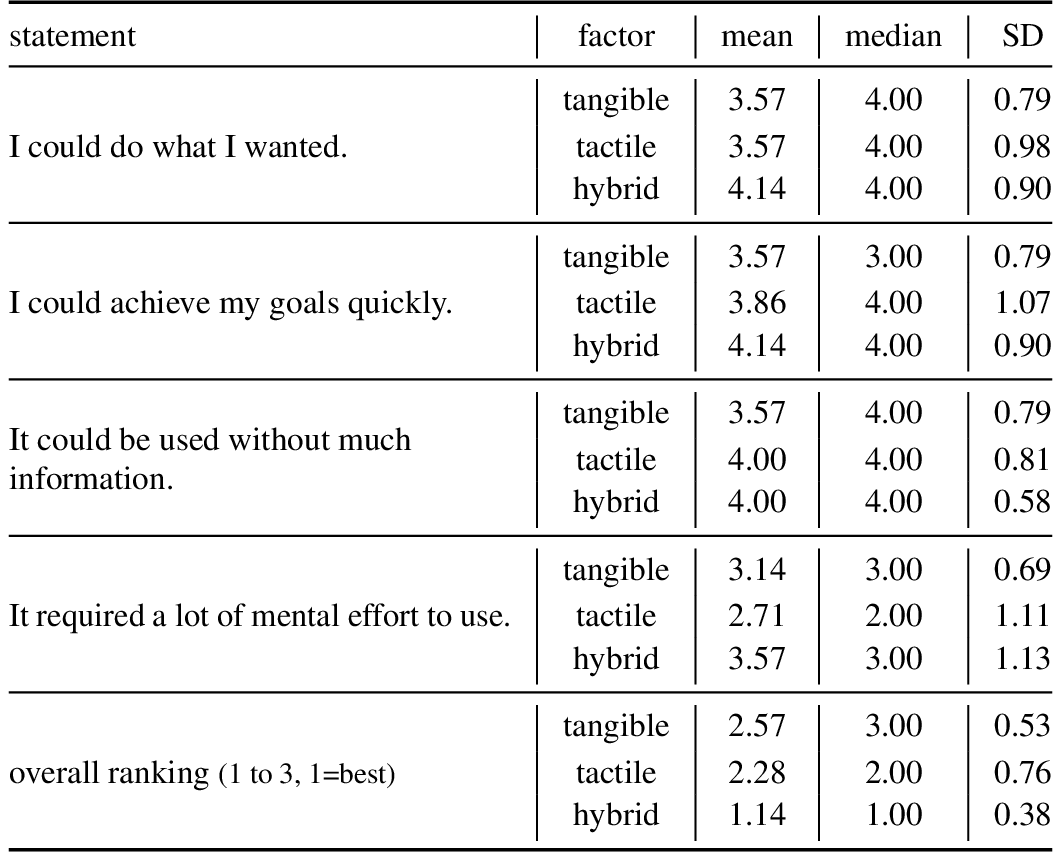 statement factor mean median SD
tangible 3.57 4.00 0.79
I could do what I wanted. tactile 3.57 4.00 0.98
hybrid 4.14 4.00 0.90
tangible 3.57 3.00 0.79
I could achieve my goals quickly. tactile 3.86 4.00 1.07
hybrid 4.14 4.00 0.90
tangible 3.57 4.00 0.79
It could be used without much
information.
tactile 4.00 4.00 0.81
hybrid 4.00 4.00 0.58
tangible 3.14 3.00 0.69
It required a lot of mental effort to use. tactile 2.71 2.00 1.11
hybrid 3.57 3.00 1.13
tangible 2.57 3.00 0.53
overall ranking (1 to 3, 1=best) tactile 2.28 2.00 0.76
hybrid 1.14 1.00 0.38